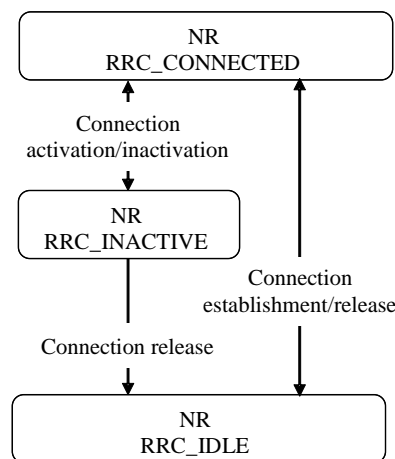 NR
RRC_CONNECTED
Connection
activation/inactivation
NR
RRC_INACTIVE
Connection
establishment/release
Connection release
NR
RRC_IDLE